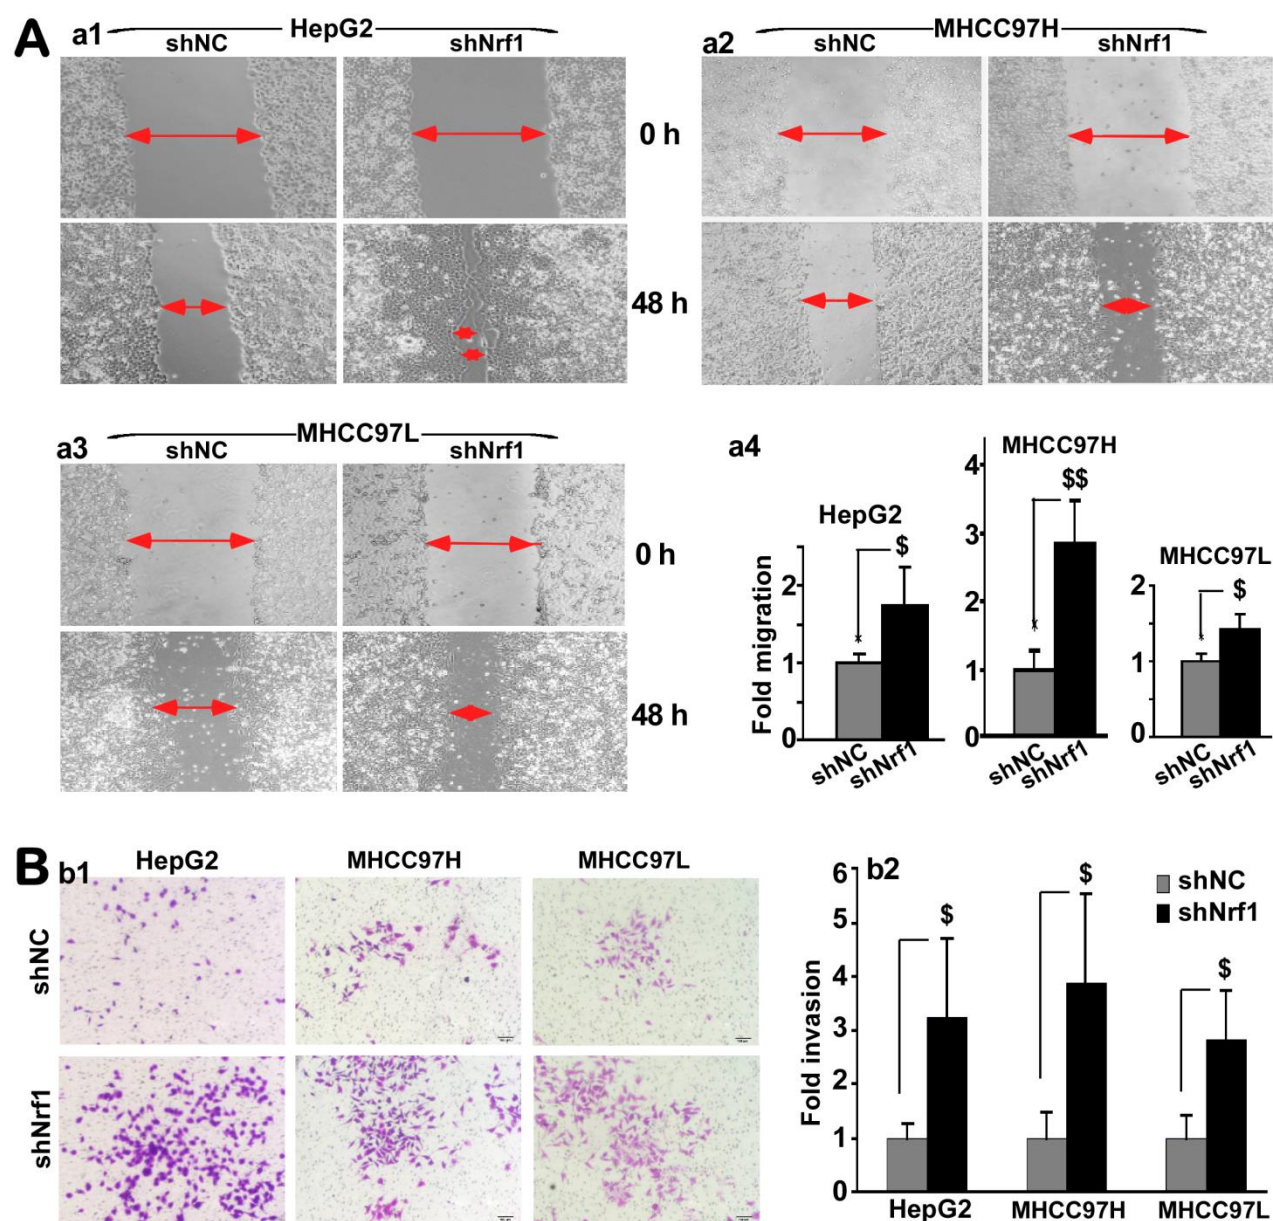 A
a1
HepG2
shNC shNrf1
a2
MHCC97H
shNC shNrf1
0 h
48 h
a3
MHCC97L
shNC shNrf1
0 h
48 h
a4
Fold migration
HepG2
2
1
0
$
*
shNC
shNrf1
MHCC97H
4
3
2
1
0
$$
*
shNC
shNrf1
MHCC97L
2
1
0
$
*
shNC
shNrf1
B
b1
HepG2 MHCC97H MHCC97L
shNC
shNrf1
b2
Fold invasion
6
5
4
3
2
1
0
shNC
shNrf1
$
$
$
HepG2 MHCC97H MHCC97L